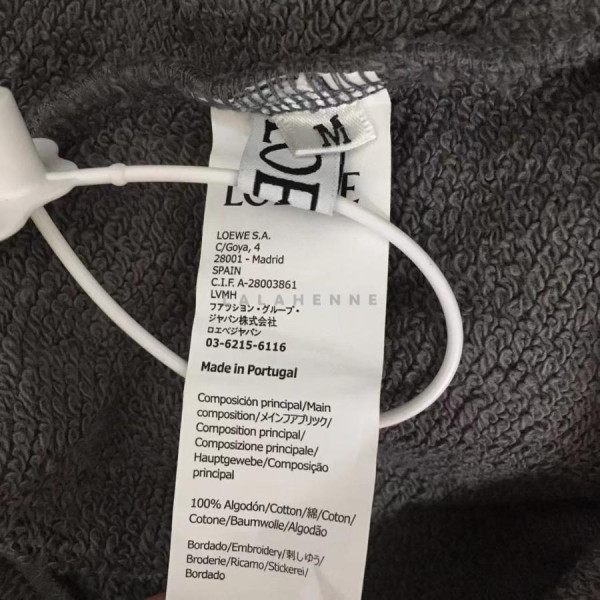 M
LOE
LOEWE
LOEWE S.A.
C/Goya, 4
28001 - Madrid
SPAIN
C.I.F. A-28003861
LVMH
LALAHENNE
ファッション・グループ・
ジャパン株式会社
ロエベジャパン
03-6215-6116
Made in Portugal
Composición principal/Main
composition/メインファブリック/
Composition principal/
Composizione principale/
Hauptgewebe/Composição
principal
100% Algodón/Cotton/綿/Coton/
Cotone/Baumwolle/Algodão
Bordado/Embroidery/刺しゅう/
Broderie/Ricamo/Stickerei/
Bordado